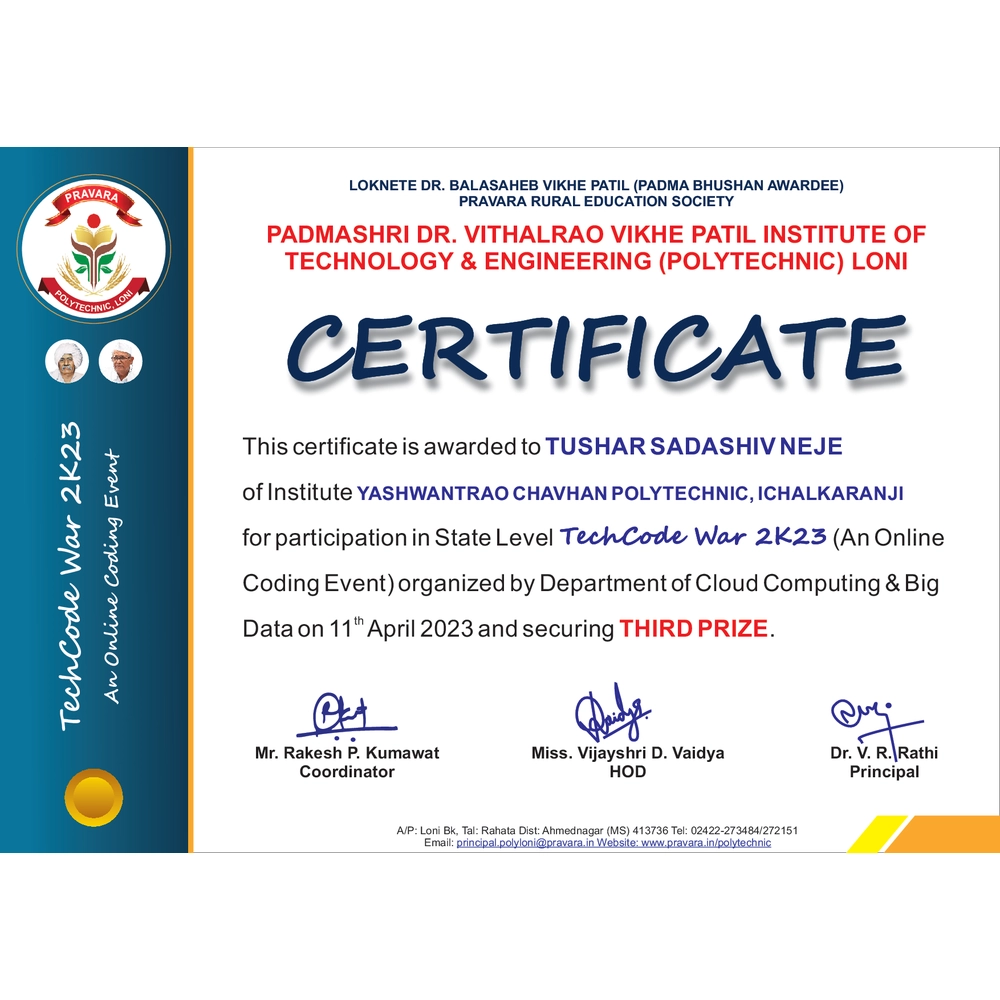 PRAVARA
POLYTECHNIC, LONI
TechCode War 2K23
An Online Coding Event
LOKNETE DR. BALASAHEB VIKHE PATIL (PADMA BHUSHAN AWARDEE)
PRAVARA RURAL EDUCATION SOCIETY
PADMASHRI DR. VITHALRAO VIKHE PATIL INSTITUTE OF
TECHNOLOGY & ENGINEERING (POLYTECHNIC) LONI
CERTIFICATE
This certificate is awarded to TUSHAR SADASHIV NEJE
of Institute YASHWANTRAO CHAVHAN POLYTECHNIC, ICHALKARANJI
for participation in State Level TechCode War 2K23 (An Online
Coding Event) organized by Department of Cloud Computing & Big
Data on 11th April 2023 and securing THIRD PRIZE.
Mr. Rakesh P. Kumawat
Coordinator
Miss. Vijayshri D. Vaidya
HOD
Dr. V. R. Rathi
Principal
A/P: Loni Bk, Tal: Rahata Dist: Ahmednagar (MS) 413736 Tel: 02422-273484/272151
Email: principal.polyloni@pravara.in Website: www.pravara.in/polytechnic